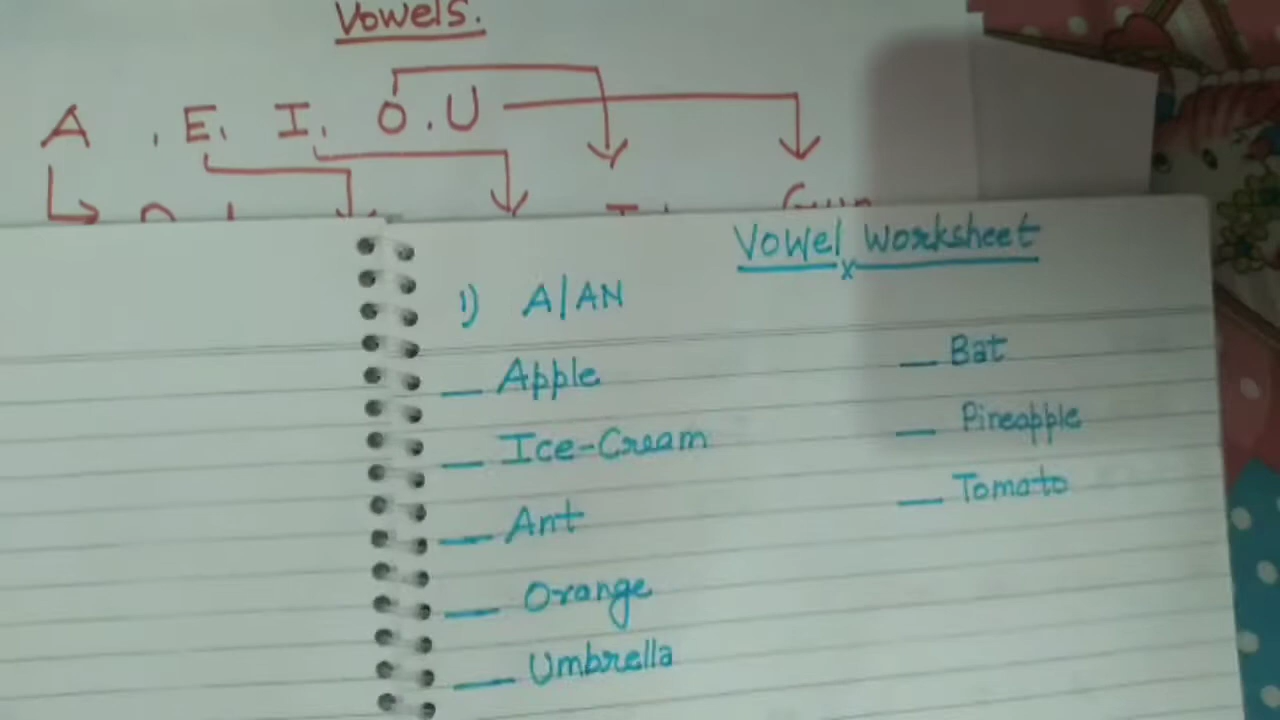 Vowels.
A , E, I, O . U
Vowel Worksheet
1) A/AN
__ Apple
__ Ice-Cream
__ Ant
__ Orange
__ Umbrella
__ Bat
__ Pineapple
__ Tomato